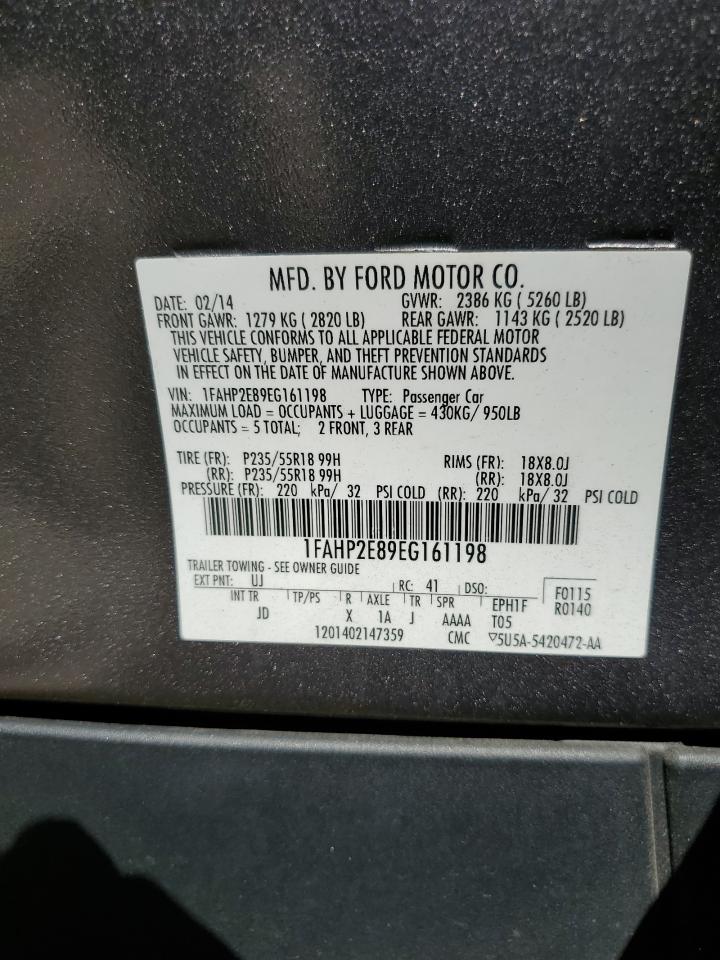 MFD. BY FORD MOTOR CO.
DATE: 02/14 GVWR: 2386 KG ( 5260 LB)
FRONT GAWR: 1279 KG ( 2820 LB) REAR GAWR: 1143 KG ( 2520 LB)
THIS VEHICLE CONFORMS TO ALL APPLICABLE FEDERAL MOTOR
VEHICLE SAFETY, BUMPER, AND THEFT PREVENTION STANDARDS
IN EFFECT ON THE DATE OF MANUFACTURE SHOWN ABOVE.
VIN: 1FAHP2E89EG161198 TYPE: Passenger Car
MAXIMUM LOAD = OCCUPANTS + LUGGAGE = 430KG/ 950LB
OCCUPANTS = 5 TOTAL; 2 FRONT, 3 REAR
TIRE (FR): P235/55R18 99H RIMS (FR): 18X8.0J
(RR): P235/55R18 99H (RR): 18X8.0J
PRESSURE (FR): 220 kPa/ 32 PSI COLD (RR): 220 kPa/ 32 PSI COLD
1FAHP2E89EG161198
TRAILER TOWING - SEE OWNER GUIDE
EXT PNT: UJ RC: 41 DSO: F0115
INT TR TP/PS R AXLE TR SPR EPH1F R0140
JD X 1A J AAAA T05
1201402147359 CMC ▽5U5A-5420472-AA